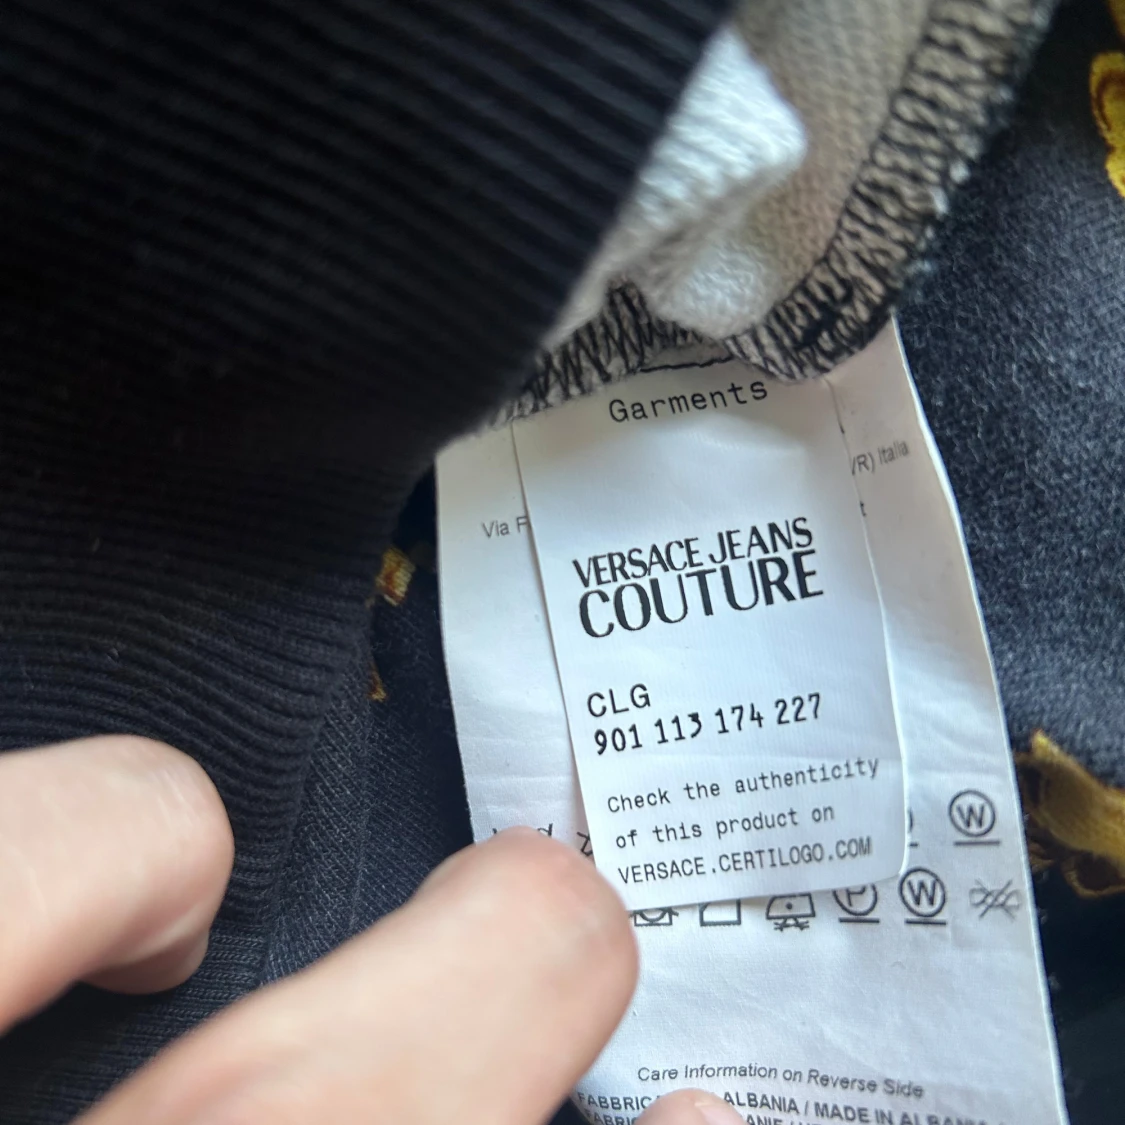 Garments
Via F
/R) Italia
VERSACE JEANS
COUTURE
CLG
901 113 174 227
Check the authenticity
of this product on
VERSACE.CERTILOGO.COM
W
P W
Care Information on Reverse Side
FABBRIC ALBANIA / MADE IN ALBANIA